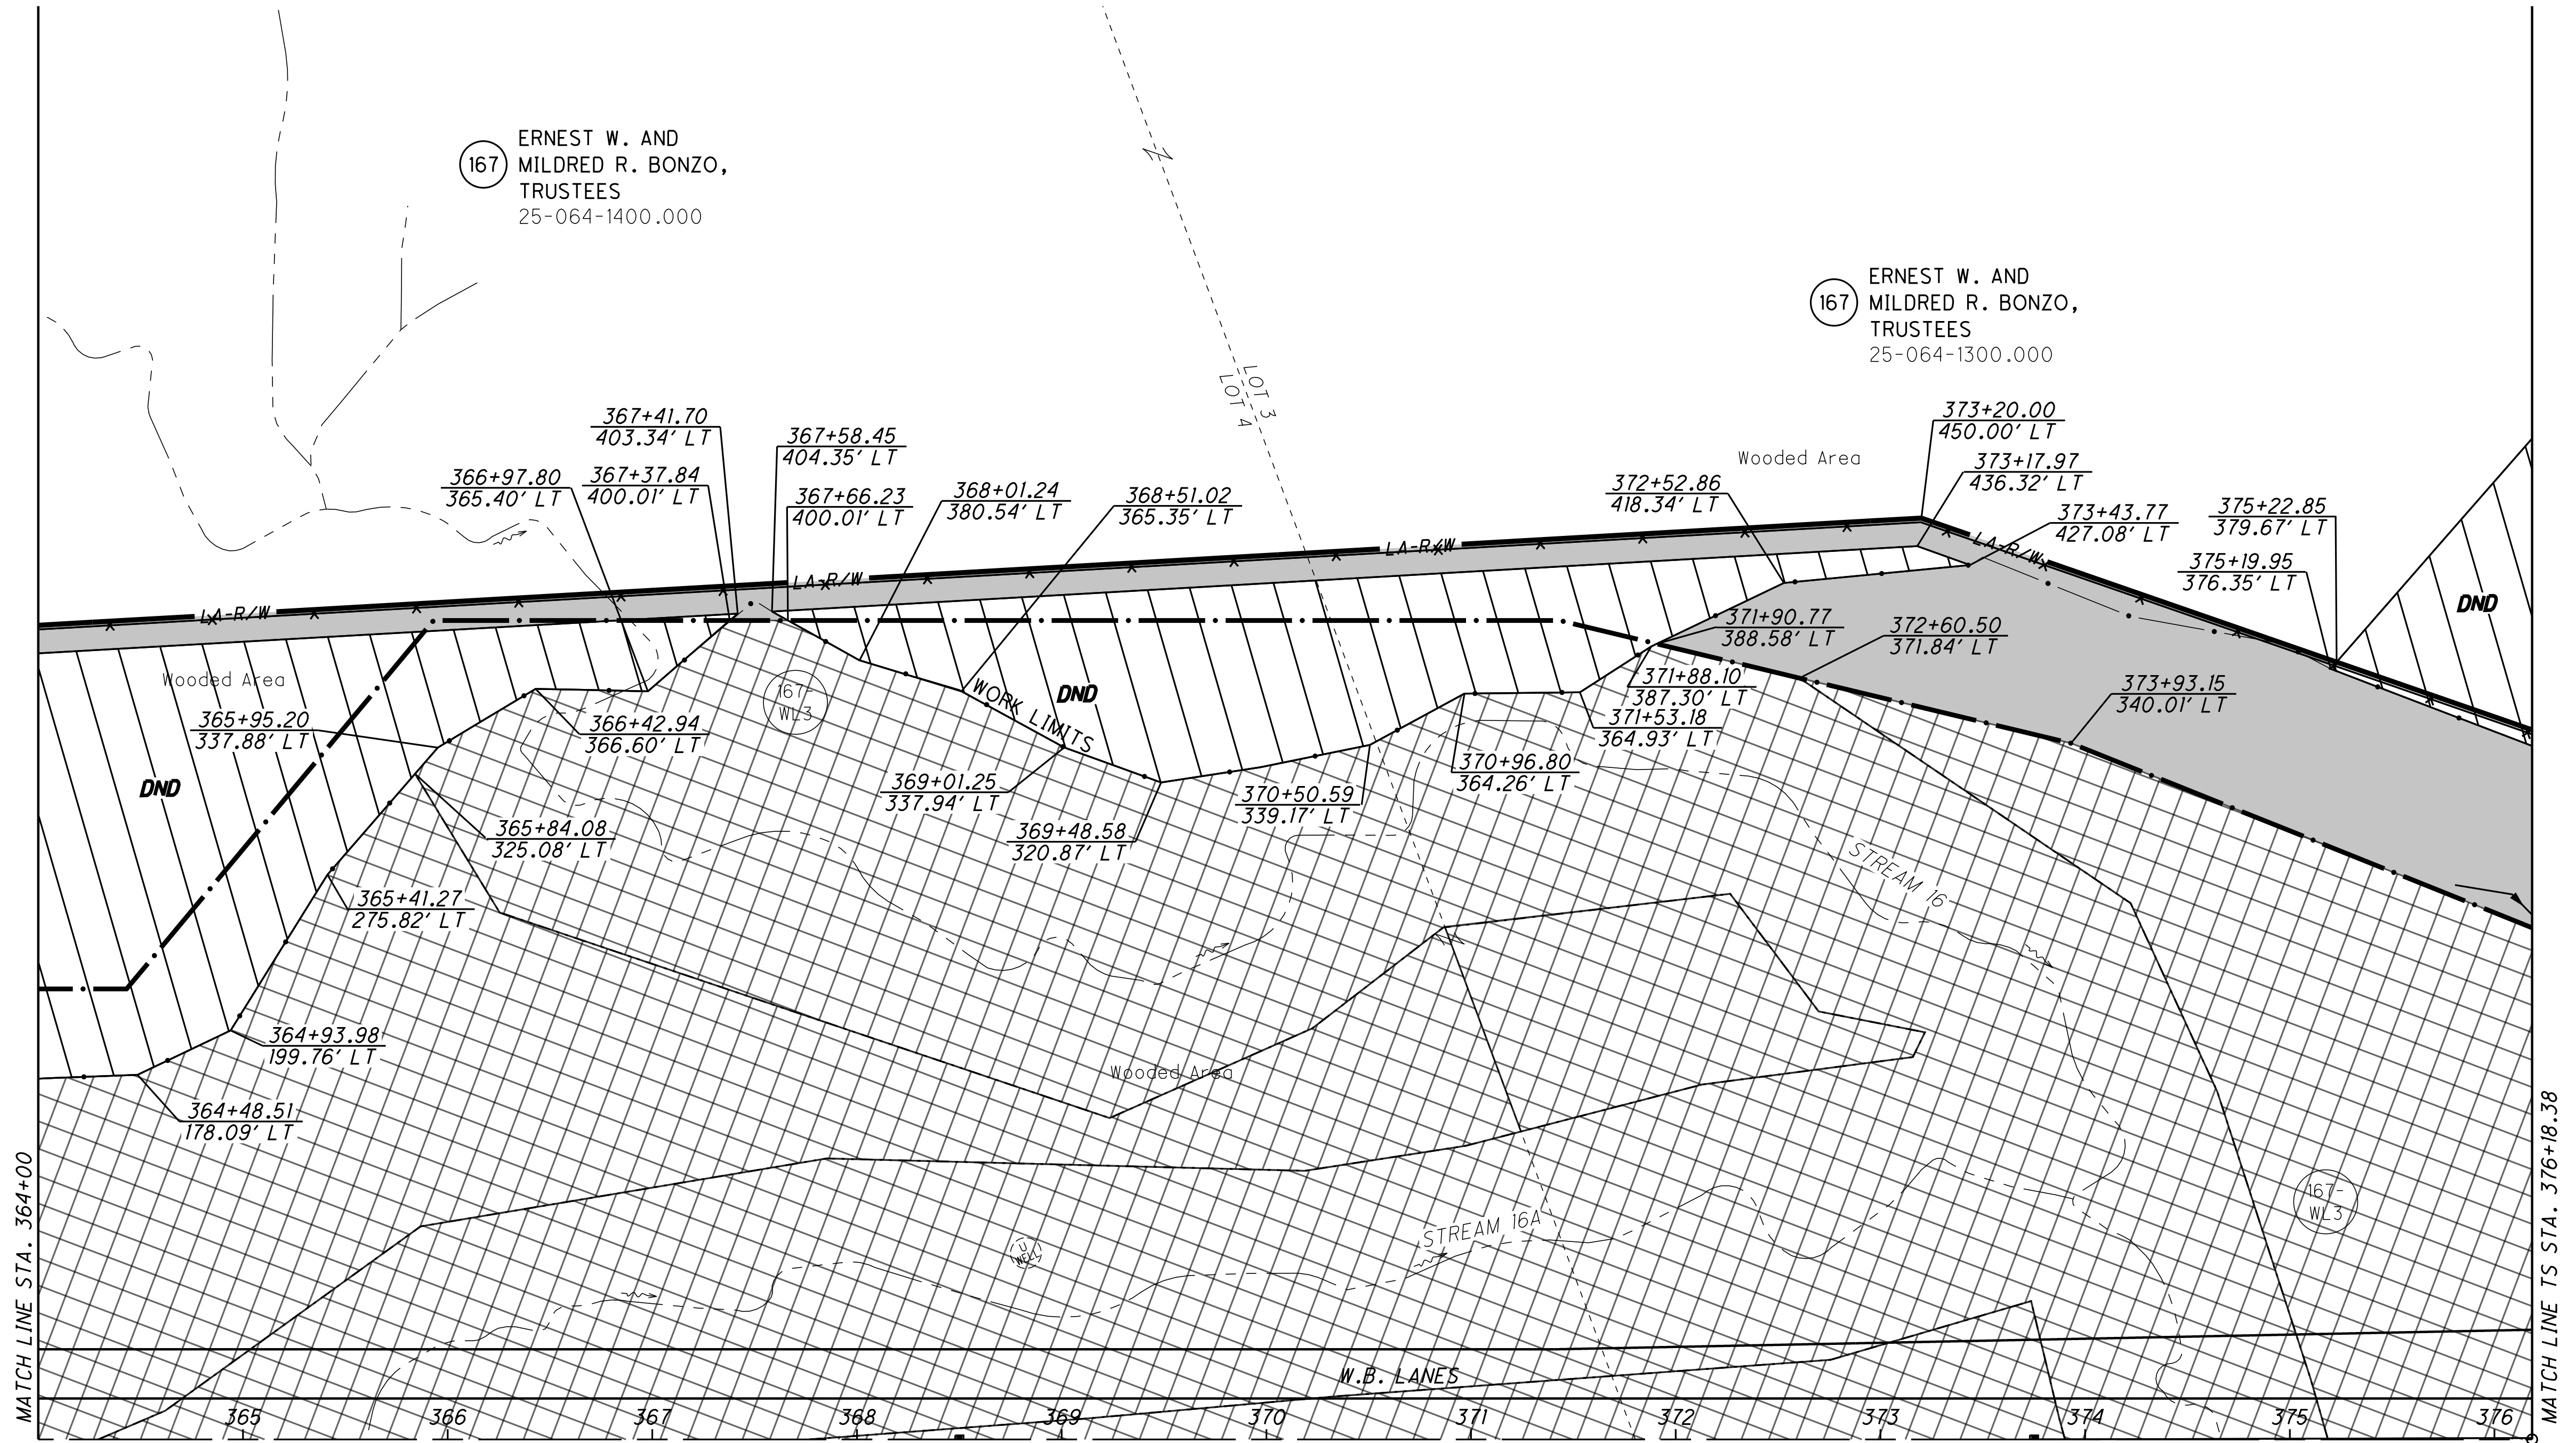 ERNEST W. AND
MILDRED R. BONZO,
TRUSTEES
25-064-1400.000
167
ERNEST W. AND
MILDRED R. BONZO,
TRUSTEES
25-064-1300.000
167
LOT 3
LOT 4
367+41.70
403.34' LT
367+58.45
404.35' LT
366+97.80
365.40' LT
367+37.84
400.01' LT
367+66.23
400.01' LT
368+01.24
380.54' LT
368+51.02
365.35' LT
Wooded Area
373+20.00
450.00' LT
372+52.86
418.34' LT
373+17.97
436.32' LT
373+43.77
427.08' LT
375+22.85
379.67' LT
375+19.95
376.35' LT
LA-R/W
LA-R/W
LA-R/W
LA-R/W
DND
Wooded Area
365+95.20
337.88' LT
366+42.94
366.60' LT
167-
WL3
WORK LIMITS
DND
371+90.77
388.58' LT
372+60.50
371.84' LT
371+88.10
387.30' LT
371+53.18
364.93' LT
373+93.15
340.01' LT
DND
369+01.25
337.94' LT
370+96.80
364.26' LT
370+50.59
339.17' LT
365+84.08
325.08' LT
369+48.58
320.87' LT
STREAM 16
365+41.27
275.82' LT
364+93.98
199.76' LT
Wooded Area
364+48.51
178.09' LT
167-
WL3
STREAM 16A
U
WELL
W.B. LANES
365
366
367
368
369
370
371
372
373
374
375
376
MATCH LINE STA. 364+00
MATCH LINE TS STA. 376+18.38